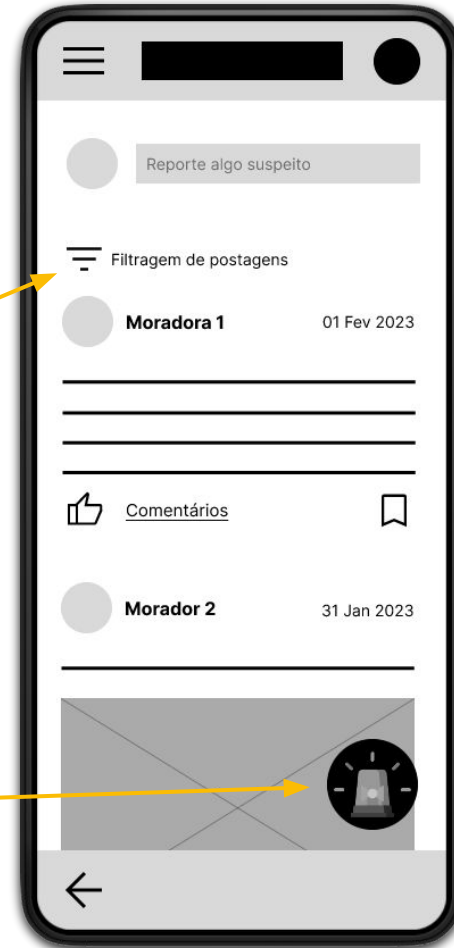 Reporte algo suspeito
Filtragem de postagens
Moradora 1 01 Fev 2023
Comentários
Morador 2 31 Jan 2023